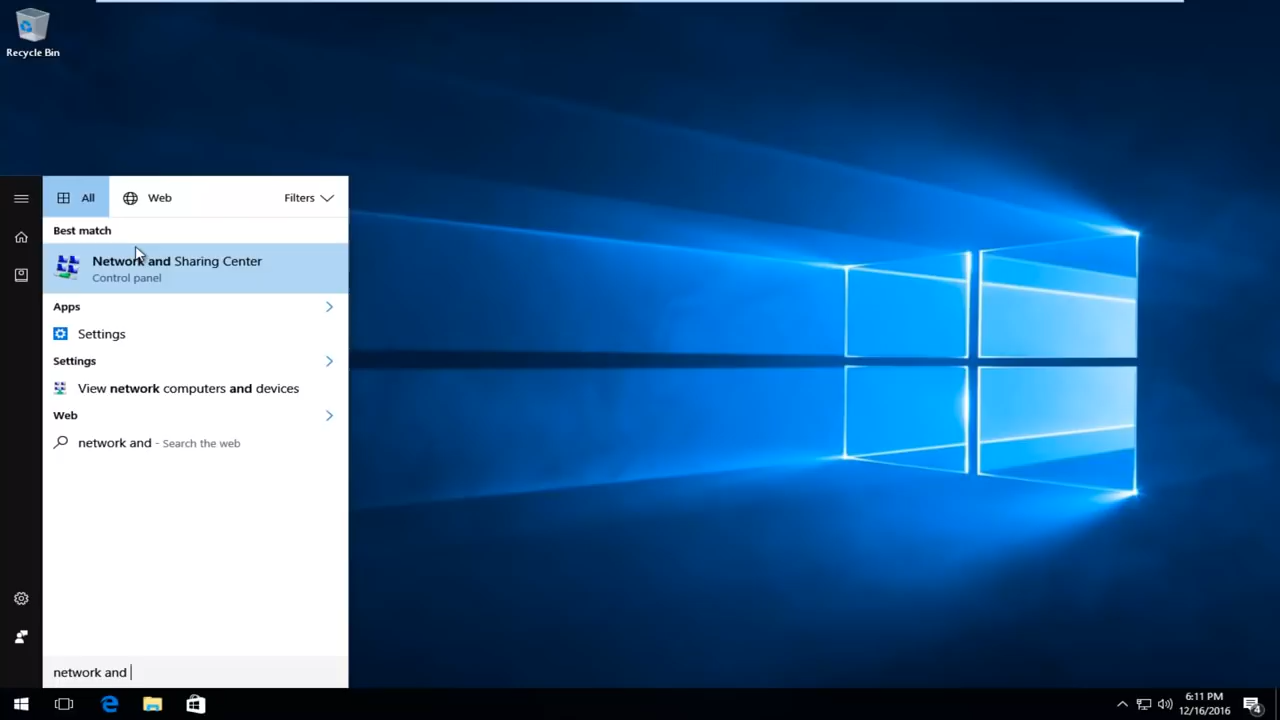 Recycle Bin
All
Web
Filters
Best match
Network and Sharing Center
Control panel
Apps
Settings
Settings
View network computers and devices
Web
network and - Search the web
network and
6:11 PM
12/16/2016
4